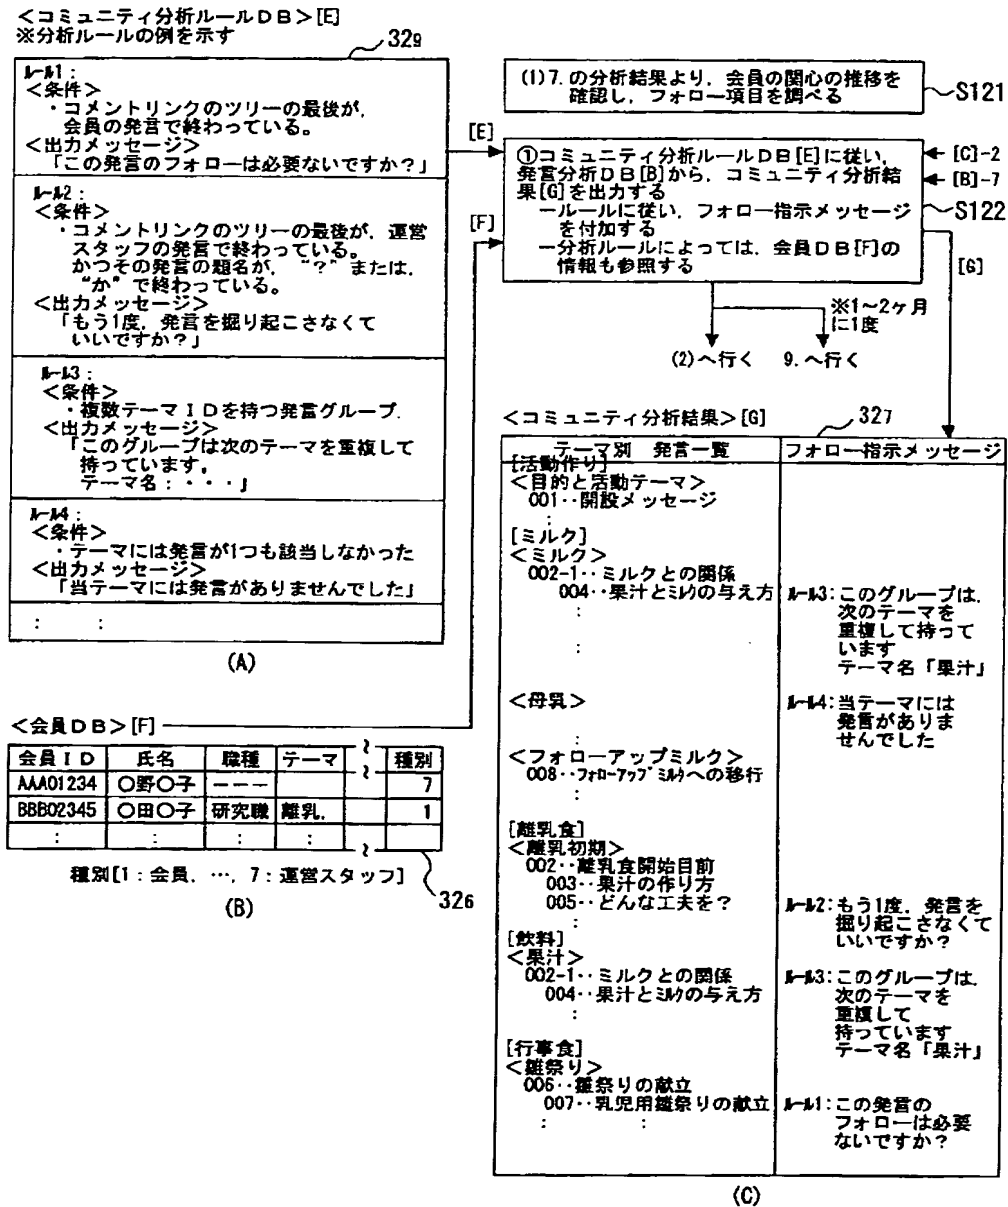 <コミュニティ分析ルールDB>[E]
※分析ルールの例を示す
329
ルール1:
<条件>
・コメントリンクのツリーの最後が,
会員の発言で終わっている。
<出力メッセージ>
「この発言のフォローは必要ないですか?」
ルール2:
<条件>
・コメントリンクのツリーの最後が, 運営
スタッフの発言で終わっている。
かつその発言の題名が, "?" または,
"か" で終わっている。
<出力メッセージ>
「もう1度, 発言を掘り起こさなくて
いいですか?」
ルール3:
<条件>
・複数テーマIDを持つ発言グループ.
<出力メッセージ>
「このグループは次のテーマを重複して
持っています。
テーマ名:・・・」
ルール4:
<条件>
・テーマには発言が1つも該当しなかった
<出力メッセージ>
「当テーマには発言がありませんでした」
: :
(A)
<会員DB>[F]
会員ID 氏名 職種 テーマ 種別
AAA01234 〇野〇子 --- 7
BBB02345 〇田〇子 研究職 離乳, 1
: : : : :
種別[1:会員, …, 7:運営スタッフ]
326
(B)
(1)7.の分析結果より, 会員の関心の推移を
確認し, フォロー項目を調べる
S121
[E]
[F]
①コミュニティ分析ルールDB[E]に従い,
発言分析DB[B]から, コミュニティ分析結
果[G]を出力する
ールールに従い, フォロー指示メッセージ
を付加する
ー分析ルールによっては, 会員DB[F]の
情報も参照する
[C]-2
[B]-7
S122
[G]
※1~2ヶ月
に1度
(2)へ行く 9.へ行く
<コミュニティ分析結果>[G]
327
テーマ別 発言一覧 フォロー指示メッセージ
[活動作り]
<目的と活動テーマ>
001・・開設メッセージ
:
[ミルク]
<ミルク>
002-1・・ミルクとの関係
004・・果汁とミルクの与え方
:
:
ルール3:このグループは,
次のテーマを
重複して持って
います
テーマ名「果汁」
<母乳>
:
ルール4:当テーマには
発言がありま
せんでした
<フォローアップミルク>
008・・フォローアップミルクへの移行
:
[離乳食]
<離乳初期>
002・・離乳食開始目前
003・・果汁の作り方
005・・どんな工夫を?
:
ルール2:もう1度, 発言を
掘り起こさなくて
いいですか?
[飲料]
<果汁>
002-1・・ミルクとの関係
004・・果汁とミルクの与え方
:
ルール3:このグループは,
次のテーマを
重複して
持っています
テーマ名「果汁」
[行事食]
<雛祭り>
006・・雛祭りの献立
007・・乳児用雛祭りの献立
: :
ルール1:この発言の
フォローは必要
ないですか?
(C)